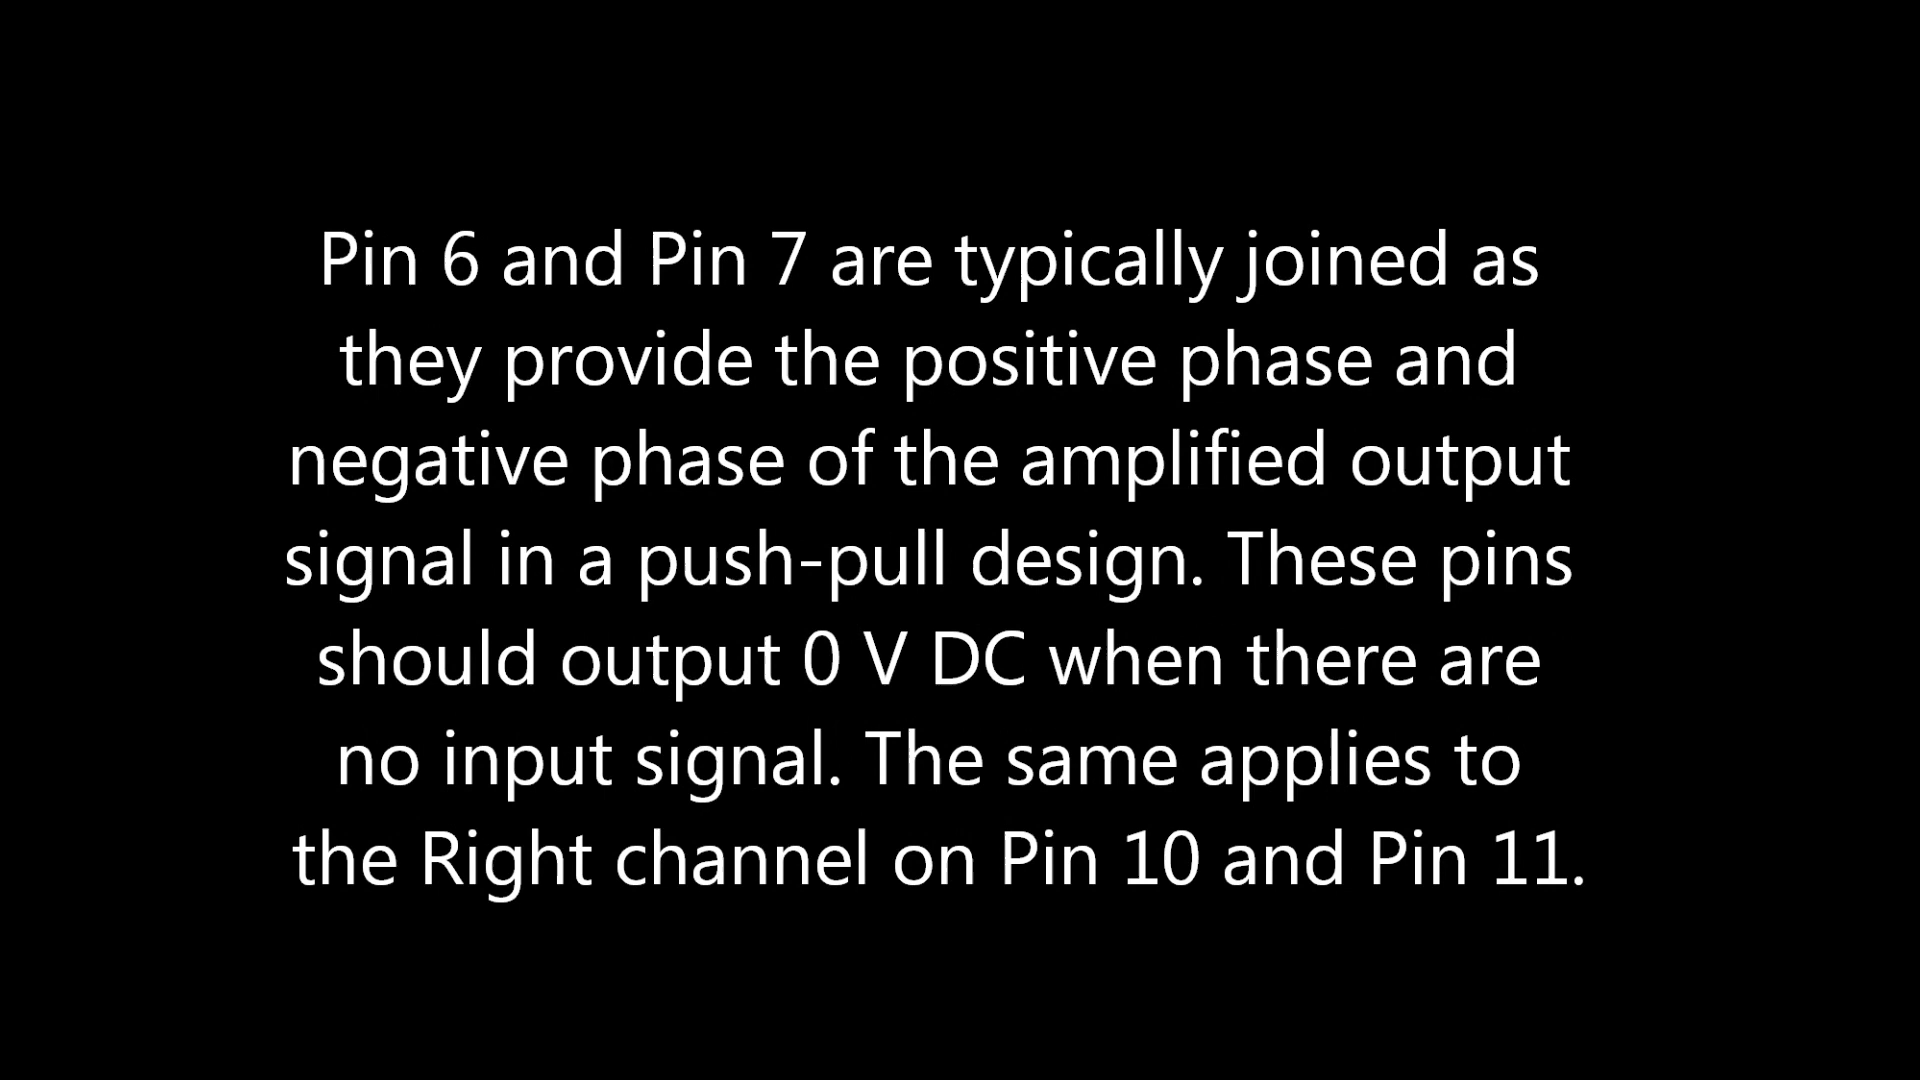 Pin 6 and Pin 7 are typically joined as
they provide the positive phase and
negative phase of the amplified output
signal in a push-pull design. These pins
should output 0 V DC when there are
no input signal. The same applies to
the Right channel on Pin 10 and Pin 11.